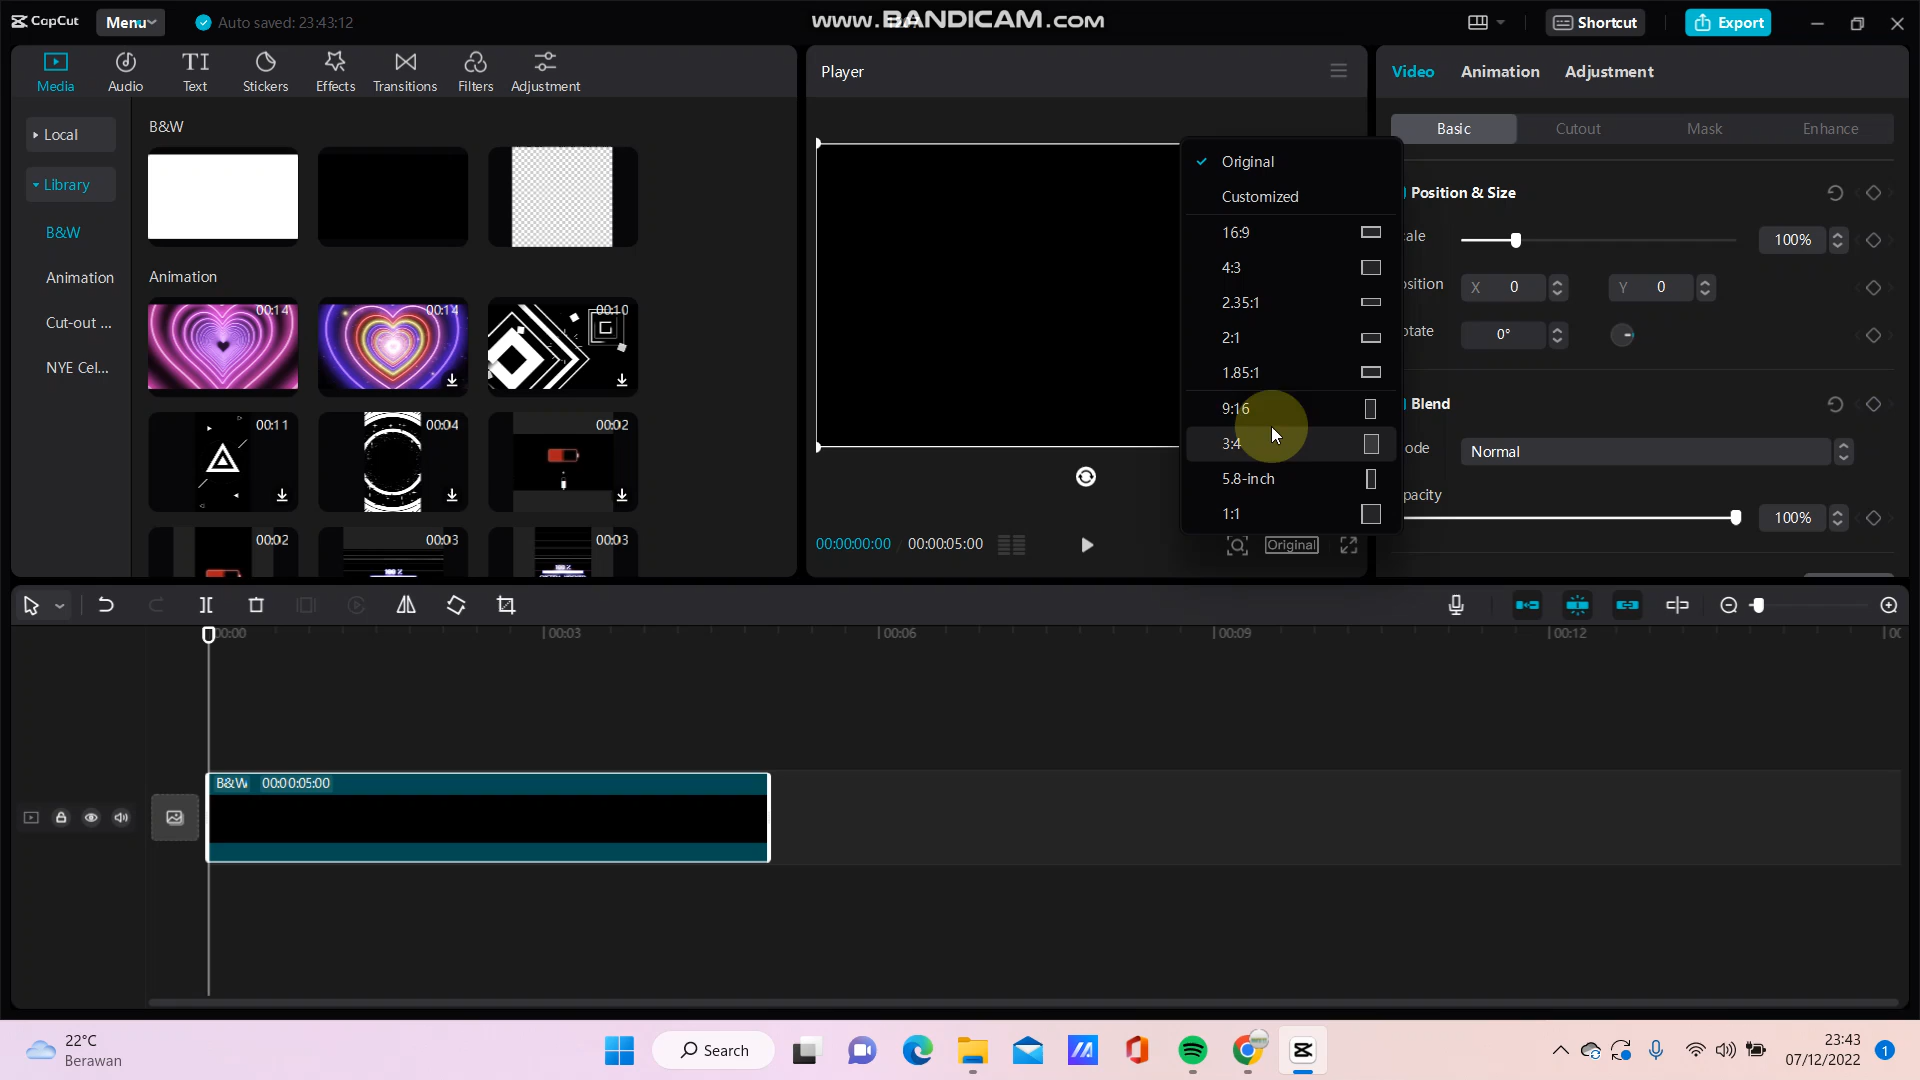 CapCut
Menu
Auto saved: 23:43:12
www.BANDICAM.COM
Shortcut
Export
Media
Audio
Text
Stickers
Effects
Transitions
Filters
Adjustment
Player
Video
Animation
Adjustment
Local
Library
B&W
Animation
Cut-out ...
NYE Cel...
B&W
Animation
00:14
00:14
00:10
00:11
00:04
00:02
00:02
00:03
00:03
Original
Customized
16:9
4:3
2.35:1
2:1
1.85:1
9:16
3:4
5.8-inch
1:1
00:00:00:00 / 00:00:05:00
Original
Basic
Cutout
Mask
Enhance
Position & Size
cale
100%
osition
X 0
Y 0
otate
0°
Blend
ode
Normal
pacity
100%
00:00
00:03
00:06
00:09
00:12
B&W 00:00:05:00
22°C
Berawan
Search
23:43
07/12/2022
1